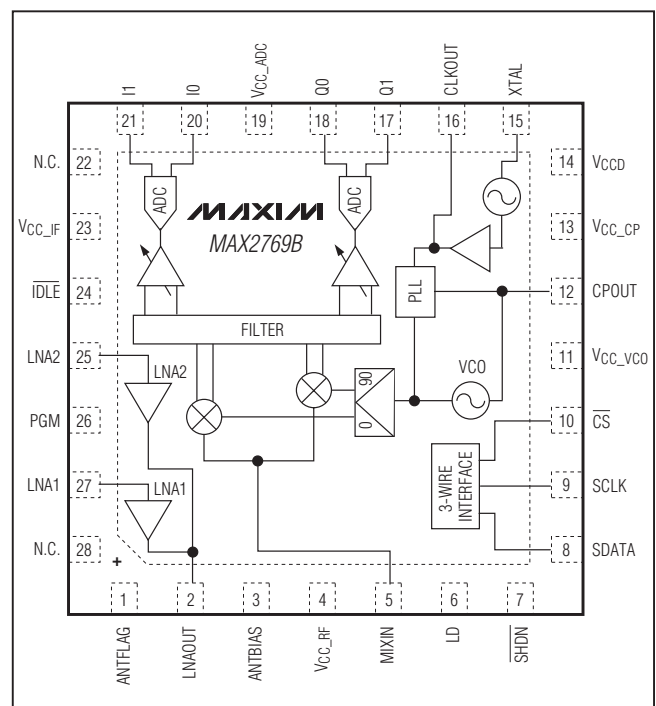 I1
I0
VCC_ADC
Q0
Q1
CLKOUT
XTAL
21
20
19
18
17
16
15
N.C. 22
14 VCCD
ADC
MAXIM
ADC
MAX2769B
VCC_IF 23
13 VCC_CP
PLL
IDLE 24
12 CPOUT
FILTER
LNA2 25
LNA2
90
0
VCO
11 VCC_VCO
PGM 26
10 CS
LNA1 27
LNA1
3-WIRE
INTERFACE
9 SCLK
N.C. 28
8 SDATA
+
1
2
3
4
5
6
7
ANTFLAG
LNAOUT
ANTBIAS
VCC_RF
MIXIN
LD
SHDN